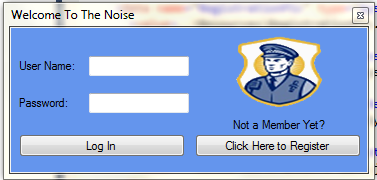 Welcome To The Noise
User Name:
Password:
Not a Member Yet?
Log In
Click Here to Register